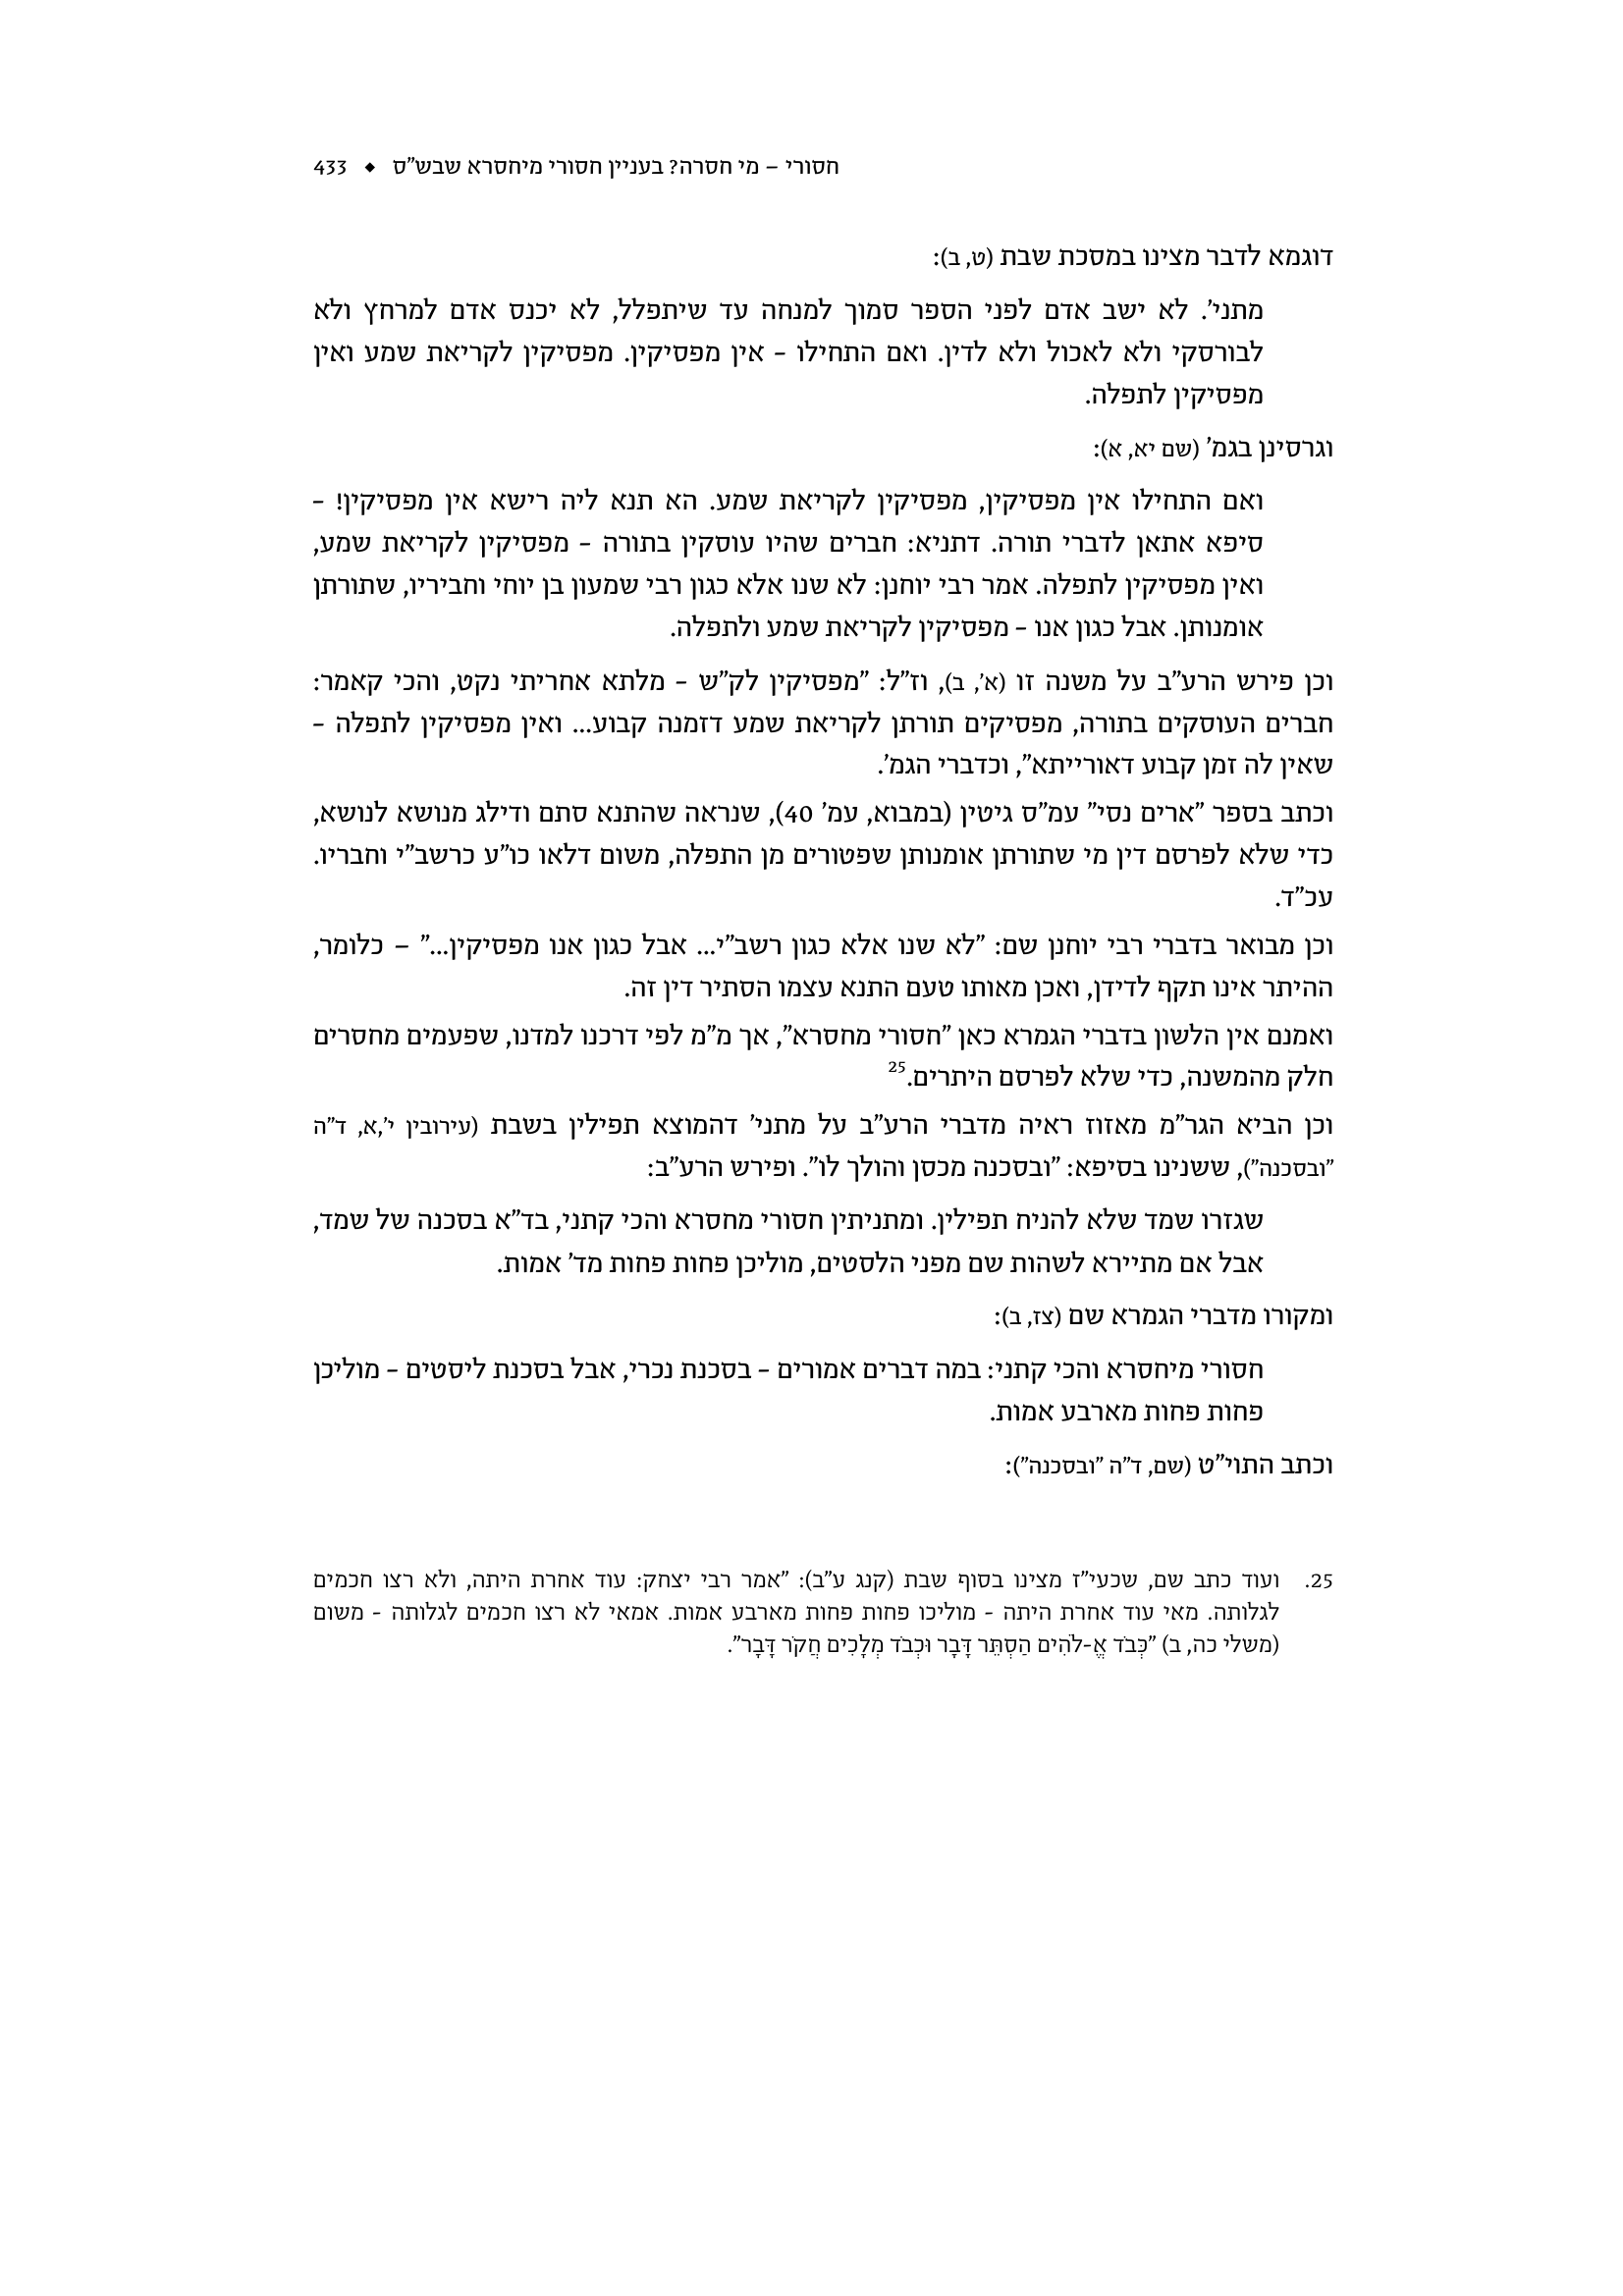 חסורי – מי חסרה? בעניין חסורי מיחסרא שבש”ס ◆ 433
דוגמא לדבר מצינו במסכת שבת (ט, ב):
מתני’. לא ישב אדם לפני הספר סמוך למנחה עד שיתפלל, לא יכנס אדם למרחץ ולא
לבורסקי ולא לאכול ולא לדין. ואם התחילו – אין מפסיקין. מפסיקין לקריאת שמע ואין
מפסיקין לתפלה.
וגרסינן בגמ’ (שם יא, א):
ואם התחילו אין מפסיקין, מפסיקין לקריאת שמע. הא תנא ליה רישא אין מפסיקין! –
סיפא אתאן לדברי תורה. דתניא: חברים שהיו עוסקין בתורה – מפסיקין לקריאת שמע,
ואין מפסיקין לתפלה. אמר רבי יוחנן: לא שנו אלא כגון רבי שמעון בן יוחי וחביריו, שתורתן
אומנותן. אבל כגון אנו – מפסיקין לקריאת שמע ולתפלה.
וכן פירש הרע”ב על משנה זו (א’, ב), וז”ל: ”מפסיקין לק”ש – מלתא אחריתי נקט, והכי קאמר:
חברים העוסקים בתורה, מפסיקים תורתן לקריאת שמע דזמנה קבוע... ואין מפסיקין לתפלה –
שאין לה זמן קבוע דאורייתא”, וכדברי הגמ’.
וכתב בספר ”ארים נסי” עמ”ס גיטין (במבוא, עמ’ 40), שנראה שהתנא סתם ודילג מנושא לנושא,
כדי שלא לפרסם דין מי שתורתן אומנותן שפטורים מן התפלה, משום דלאו כו”ע כרשב”י וחבריו.
עכ”ד.
וכן מבואר בדברי רבי יוחנן שם: ”לא שנו אלא כגון רשב”י... אבל כגון אנו מפסיקין...” – כלומר,
ההיתר אינו תקף לדידן, ואכן מאותו טעם התנא עצמו הסתיר דין זה.
ואמנם אין הלשון בדברי הגמרא כאן ”חסורי מחסרא”, אך מ”מ לפי דרכנו למדנו, שפעמים מחסרים
חלק מהמשנה, כדי שלא לפרסם היתרים.25
וכן הביא הגר”מ מאזוז ראיה מדברי הרע”ב על מתני’ דהמוצא תפילין בשבת (עירובין י’,א, ד”ה
”ובסכנה”), ששנינו בסיפא: ”ובסכנה מכסן והולך לו”. ופירש הרע”ב:
שגזרו שמד שלא להניח תפילין. ומתניתין חסורי מחסרא והכי קתני, בד”א בסכנה של שמד,
אבל אם מתיירא לשהות שם מפני הלסטים, מוליכן פחות פחות מד’ אמות.
ומקורו מדברי הגמרא שם (צז, ב):
חסורי מיחסרא והכי קתני: במה דברים אמורים – בסכנת נכרי, אבל בסכנת ליסטים – מוליכן
פחות פחות מארבע אמות.
וכתב התוי”ט (שם, ד”ה ”ובסכנה”):
25. ועוד כתב שם, שכעי”ז מצינו בסוף שבת (קנג ע”ב): ”אמר רבי יצחק: עוד אחרת היתה, ולא רצו חכמים
לגלותה. מאי עוד אחרת היתה - מוליכו פחות פחות מארבע אמות. אמאי לא רצו חכמים לגלותה - משום
(משלי כה, ב) ”כְּבֹד אֱ-לֹהִים הַסְתֵּר דָּבָר וּכְבֹד מְלָכִים חֲקֹר דָּבָר”.